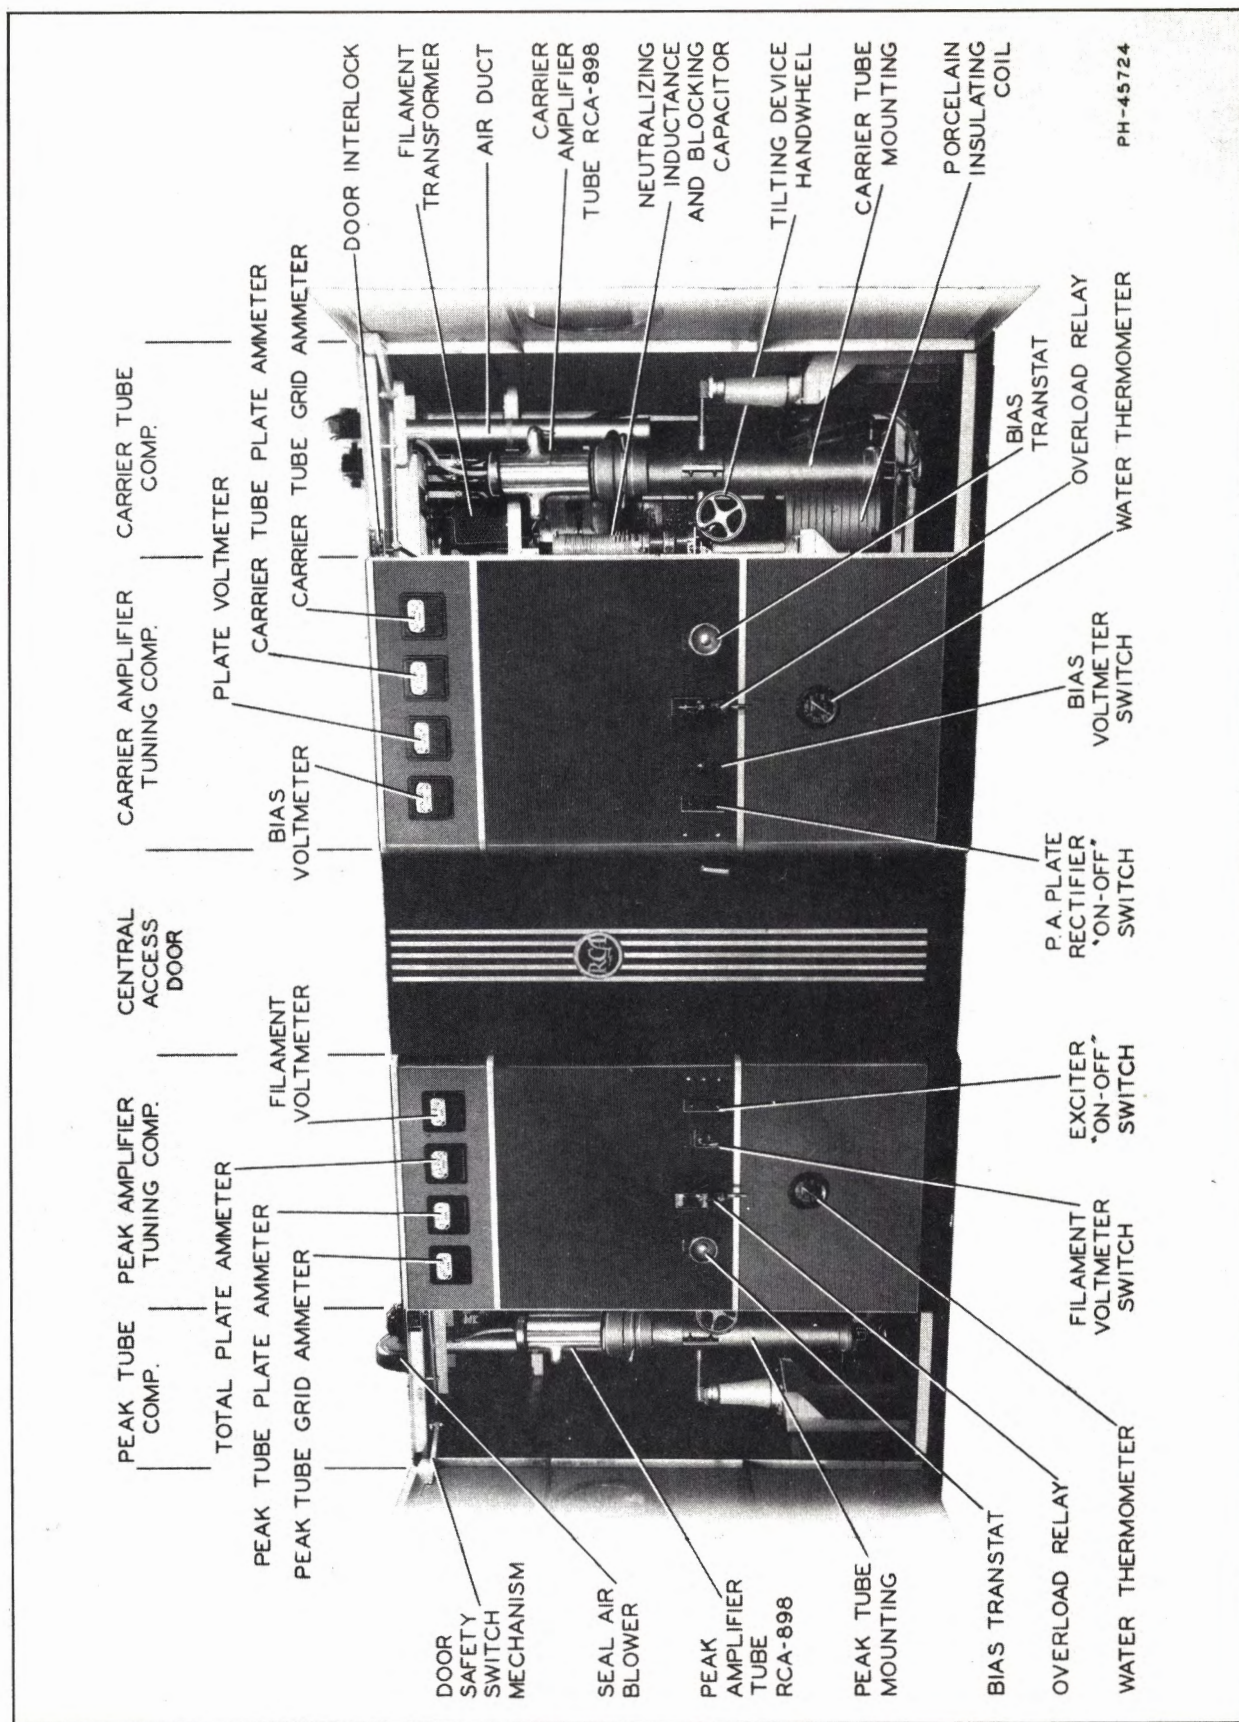 PEAK TUBE
COMP.
PEAK AMPLIFIER
TUNING COMP.
CENTRAL
ACCESS
DOOR
CARRIER AMPLIFIER
TUNING COMP.
CARRIER TUBE
COMP.
TOTAL PLATE AMMETER
PEAK TUBE PLATE AMMETER
PEAK TUBE GRID AMMETER
FILAMENT
VOLTMETER
BIAS
VOLTMETER
PLATE VOLTMETER
CARRIER TUBE PLATE AMMETER
CARRIER TUBE GRID AMMETER
DOOR INTERLOCK
FILAMENT
TRANSFORMER
AIR DUCT
CARRIER
AMPLIFIER
TUBE RCA-898
NEUTRALIZING
INDUCTANCE
AND BLOCKING
CAPACITOR
TILTING DEVICE
HANDWHEEL
CARRIER TUBE
MOUNTING
PORCELAIN
INSULATING
COIL
DOOR
SAFETY
SWITCH
MECHANISM
SEAL AIR
BLOWER
PEAK
AMPLIFIER
TUBE
RCA-898
PEAK TUBE
MOUNTING
BIAS TRANSTAT
OVERLOAD RELAY
WATER THERMOMETER
RCA
FILAMENT
VOLTMETER
SWITCH
EXCITER
"ON-OFF"
SWITCH
P.A. PLATE
RECTIFIER
"ON-OFF"
SWITCH
BIAS
VOLTMETER
SWITCH
BIAS
TRANSTAT
OVERLOAD RELAY
WATER THERMOMETER
PH-45724